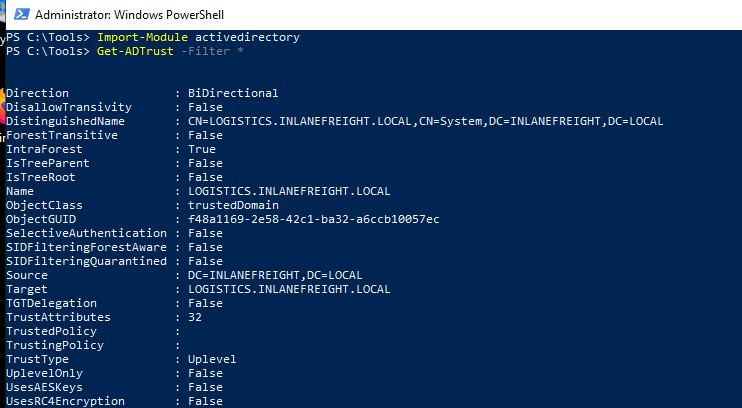 Administrator: Windows PowerShell
PS C:\Tools> Import-Module activedirectory
PS C:\Tools> Get-ADTrust -Filter *
Direction : BiDirectional
DisallowTransivity : False
DistinguishedName : CN=LOGISTICS.INLANEFREIGHT.LOCAL,CN=System,DC=INLANEFREIGHT,DC=LOCAL
ForestTransitive : False
IntraForest : True
IsTreeParent : False
IsTreeRoot : False
Name : LOGISTICS.INLANEFREIGHT.LOCAL
ObjectClass : trustedDomain
ObjectGUID : f48a1169-2e58-42c1-ba32-a6ccb10057ec
SelectiveAuthentication : False
SIDFilteringForestAware : False
SIDFilteringQuarantined : False
Source : DC=INLANEFREIGHT,DC=LOCAL
Target : LOGISTICS.INLANEFREIGHT.LOCAL
TGTDelegation : False
TrustAttributes : 32
TrustedPolicy :
TrustingPolicy :
TrustType : Uplevel
UplevelOnly : False
UsesAESKeys : False
UsesRC4Encryption : False